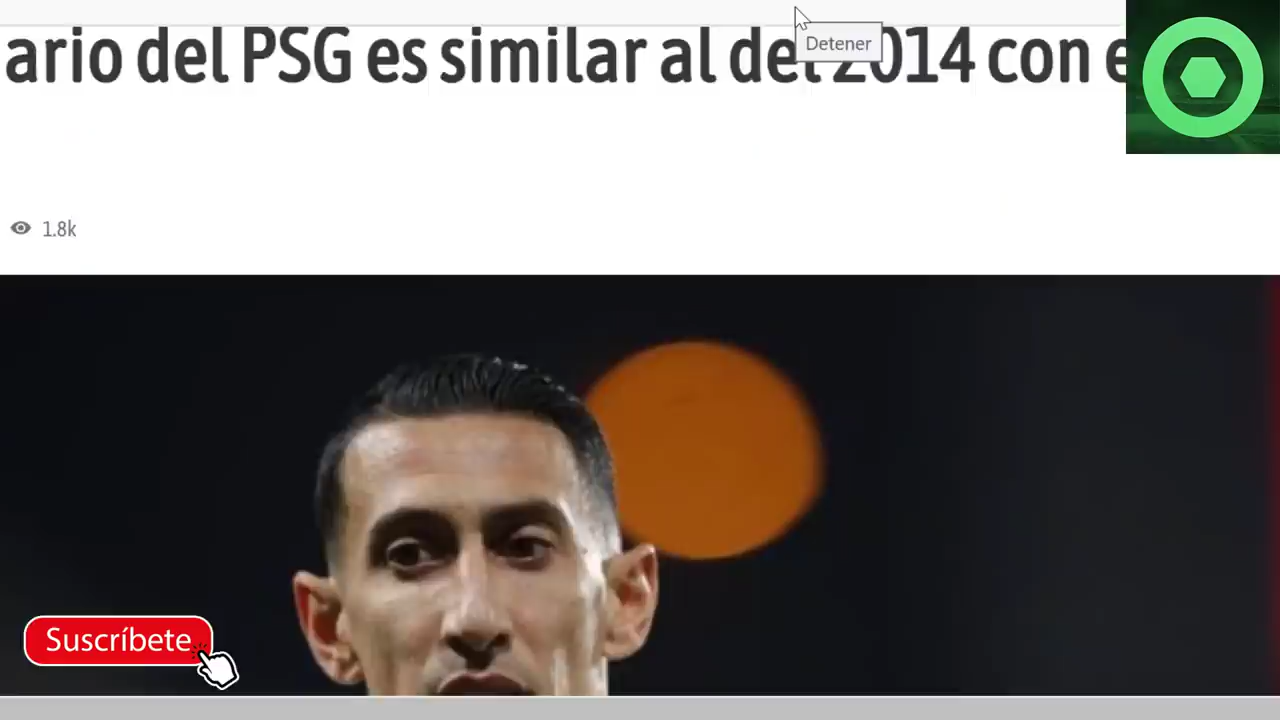 ario del PSG es similar al del 2014 con e
Detener
1.8k
Suscríbete